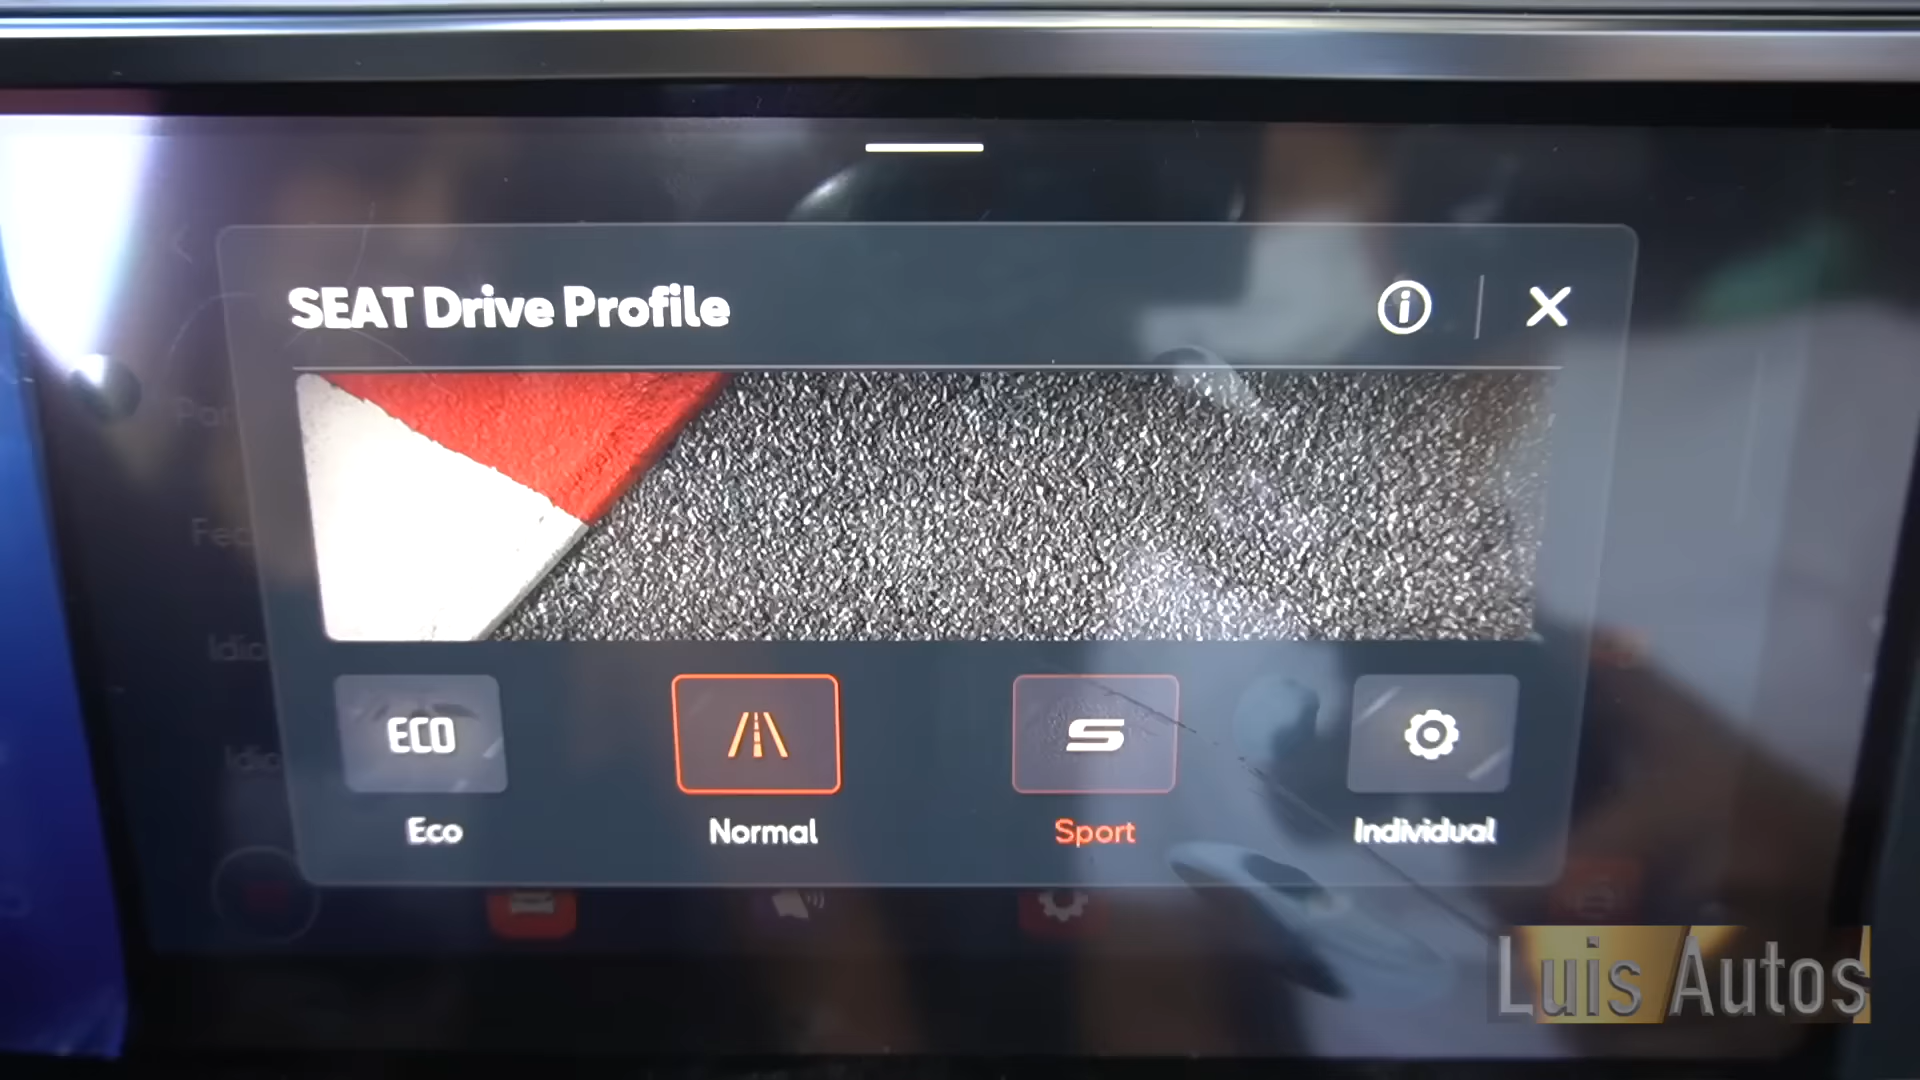 SEAT Drive Profile
ECO
S
Eco
Normal
Sport
Individual
Luis Autos